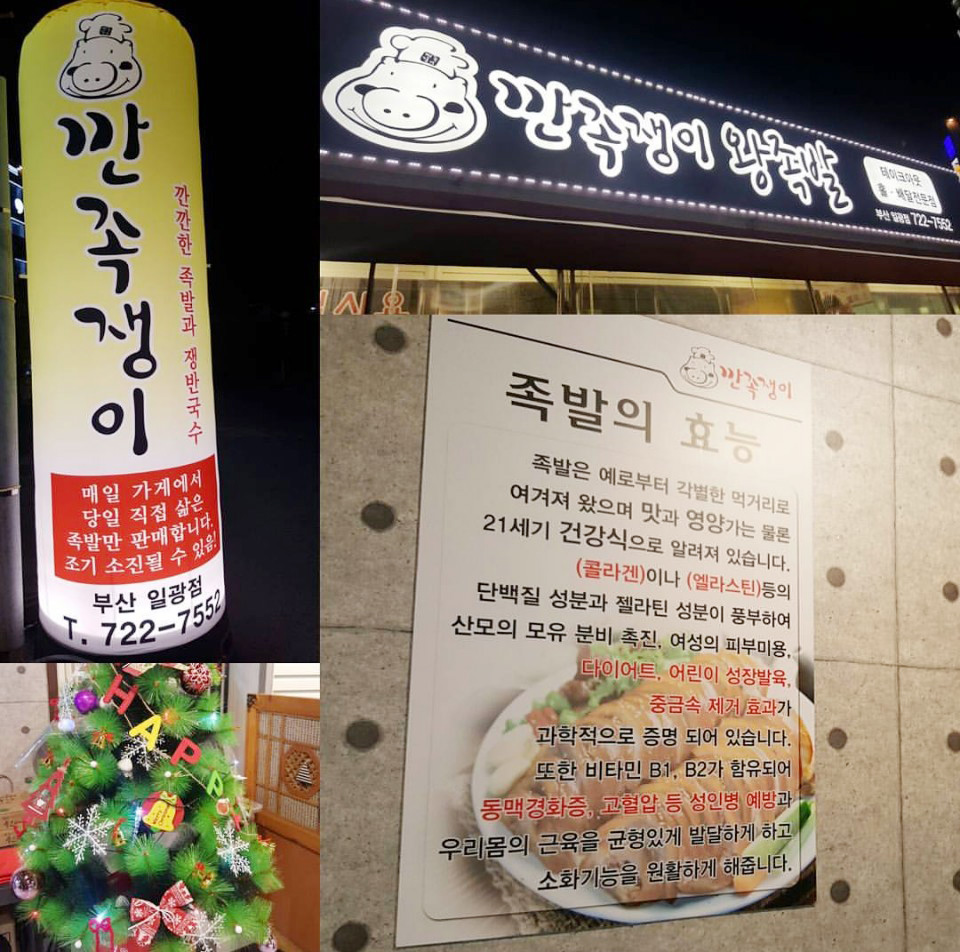 깐족쟁이
깐깐한 족발과 쟁반국수
매일 가게에서
당일 직접 삶은
족발만 판매합니다.
조기 소진될 수 있음!
부산 일광점
T. 722-7552
깐족쟁이 왕족발
테이크아웃
홀·배달전문점
부산 일광점 722-7552
십시요
깐족쟁이
족발의 효능
족발은 예로부터 각별한 먹거리로
여겨져 왔으며 맛과 영양가는 물론
21세기 건강식으로 알려져 있습니다.
(콜라겐)이나 (엘라스틴)등의
단백질 성분과 젤라틴 성분이 풍부하여
산모의 모유 분비 촉진, 여성의 피부미용,
다이어트, 어린이 성장발육,
중금속 제거 효과가
과학적으로 증명 되어 있습니다.
또한 비타민 B1, B2가 함유되어
동맥경화증, 고혈압 등 성인병 예방과
우리몸의 근육을 균형있게 발달하게 하고
소화기능을 원활하게 해줍니다.
HAPP